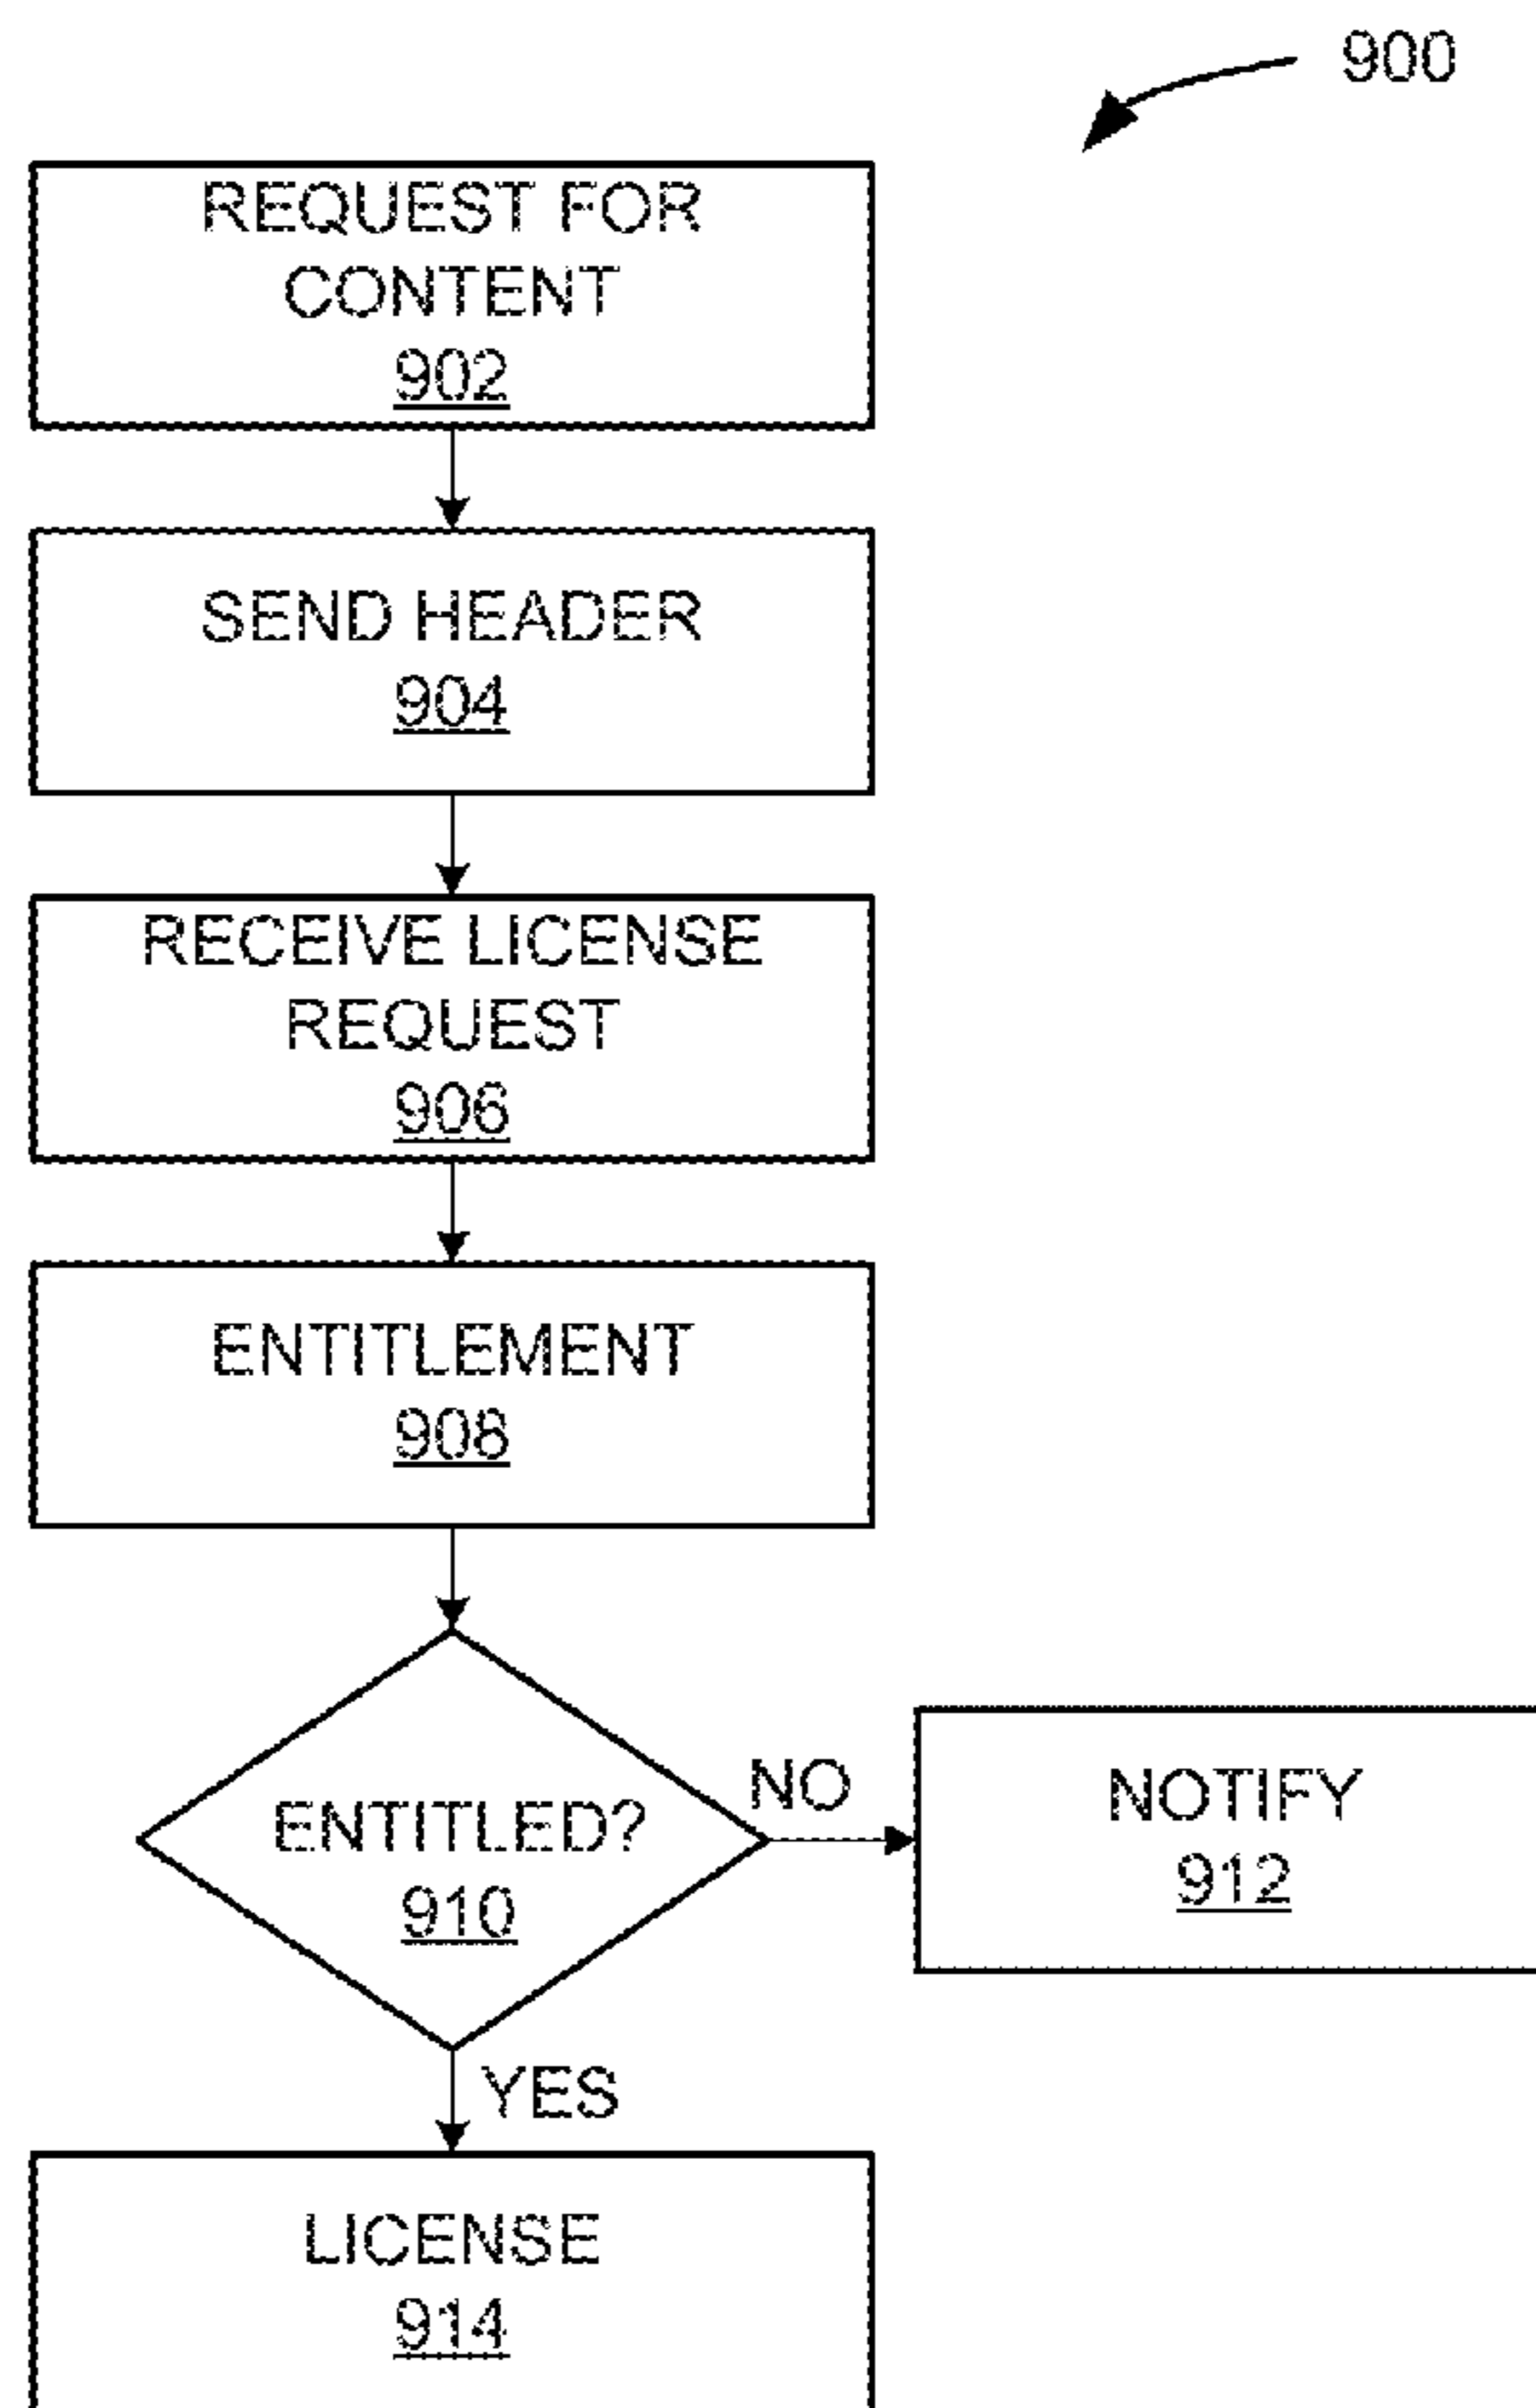 900
REQUEST FOR
CONTENT
902
SEND HEADER
904
RECEIVE LICENSE
REQUEST
906
ENTITLEMENT
908
ENTITLED?
910
NO
NOTIFY
912
YES
LICENSE
914